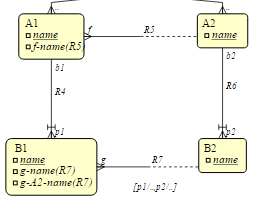 ..
..
A1
name
f-name(R5)
f
R5
A2
name
b1
b2
R4
R6
p1
p2
B1
name
g-name(R7)
g-A2-name(R7)
g
R7
B2
name
[p1/..,p2/..]